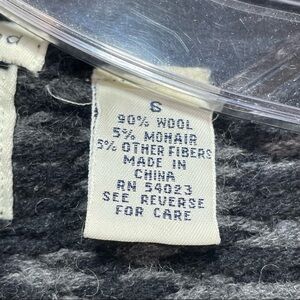 S
90% WOOL
5% MOHAIR
5% OTHER FIBERS
MADE IN
CHINA
RN 54023
SEE REVERSE
FOR CARE